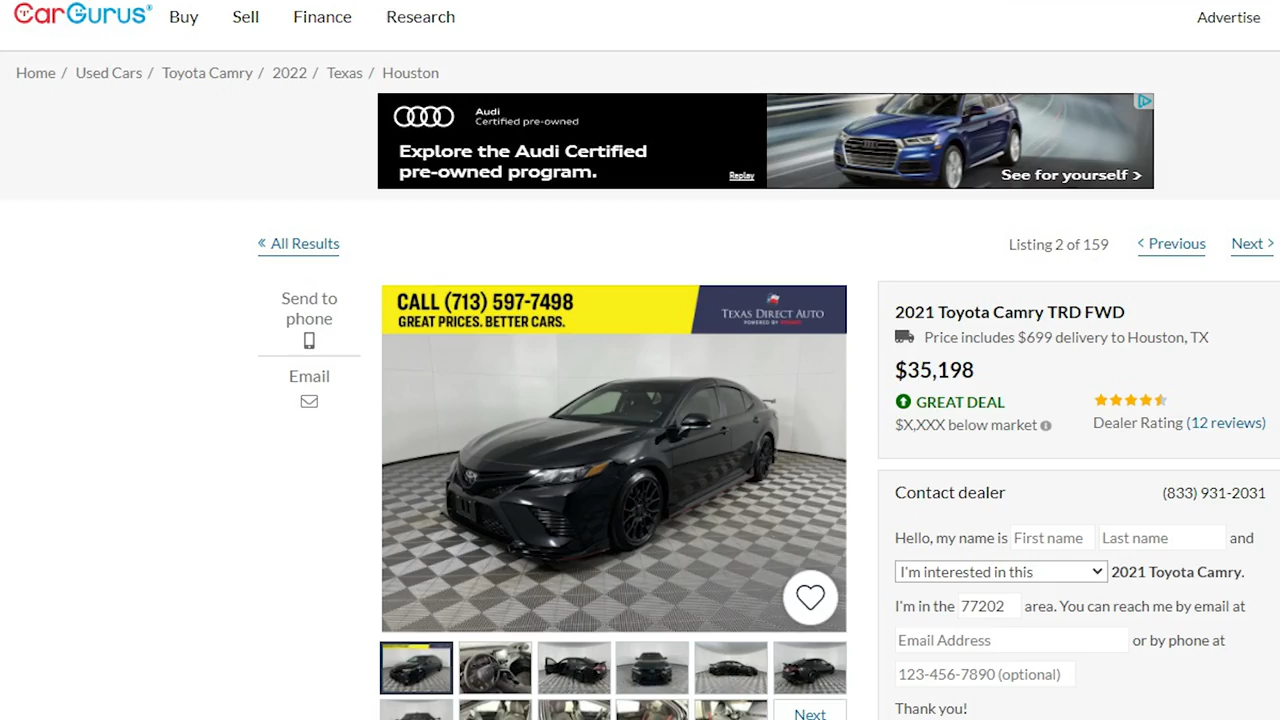 CarGurus®
Buy Sell Finance Research Advertise
Home / Used Cars / Toyota Camry / 2022 / Texas / Houston
Audi
Certified pre-owned
Explore the Audi Certified
pre-owned program.
Replay
See for yourself >
« All Results
Listing 2 of 159 < Previous Next >
Send to
phone
Email
CALL (713) 597-7498
GREAT PRICES. BETTER CARS.
TEXAS DIRECT AUTO
POWERED BY
2021 Toyota Camry TRD FWD
Price includes $699 delivery to Houston, TX
$35,198
GREAT DEAL
$X,XXX below market
Dealer Rating (12 reviews)
Contact dealer (833) 931-2031
Hello, my name is First name Last name and
I'm interested in this 2021 Toyota Camry.
I'm in the 77202 area. You can reach me by email at
Email Address or by phone at
123-456-7890 (optional)
Thank you!
Next